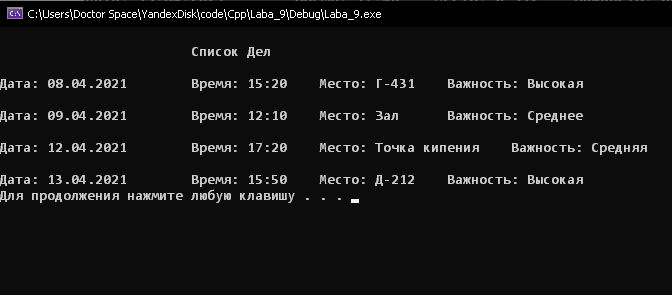 C:\Users\Doctor Space\YandexDisk\code\Cpp\Laba_9\Debug\Laba_9.exe
Список Дел
Дата: 08.04.2021 Время: 15:20 Место: Г-431 Важность: Высокая
Дата: 09.04.2021 Время: 12:10 Место: Зал Важность: Среднее
Дата: 12.04.2021 Время: 17:20 Место: Точка кипения Важность: Средняя
Дата: 13.04.2021 Время: 15:50 Место: Д-212 Важность: Высокая
Для продолжения нажмите любую клавишу . . .